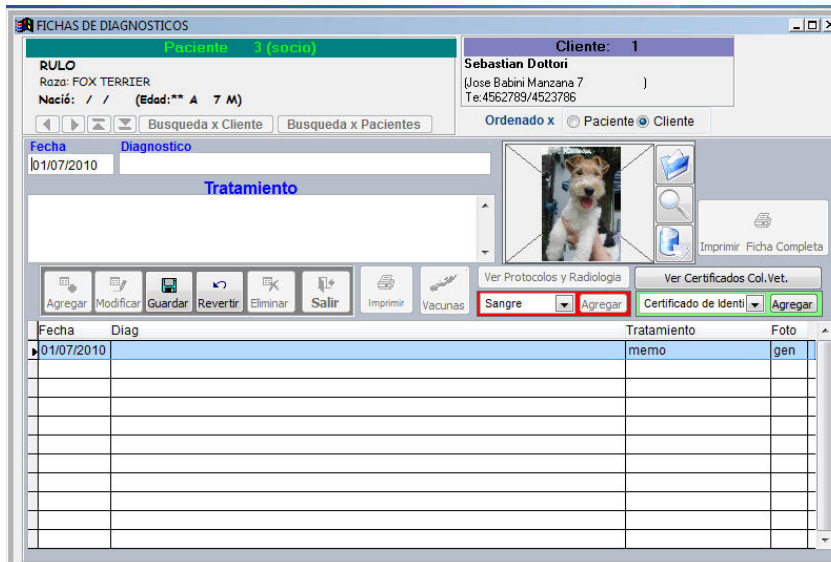 FICHAS DE DIAGNOSTICOS
Paciente 3 (socio)
RULO
Raza: FOX TERRIER
Nació: / / (Edad:** A 7 M)
Busqueda x Cliente Busqueda x Pacientes
Cliente: 1
Sebastian Dottori
(Jose Babini Manzana 7 )
Te:4562789/4523786
Ordenado x Paciente Cliente
Fecha Diagnostico
01/07/2010
Tratamiento
Imprimir Ficha Completa
Agregar Modificar Guardar Revertir Eliminar Salir Imprimir Vacunas
Ver Protocolos y Radiologia Ver Certificados Col.Vet.
Sangre Agregar Certificado de Identi Agregar
Fecha Diag Tratamiento Foto
01/07/2010 memo gen